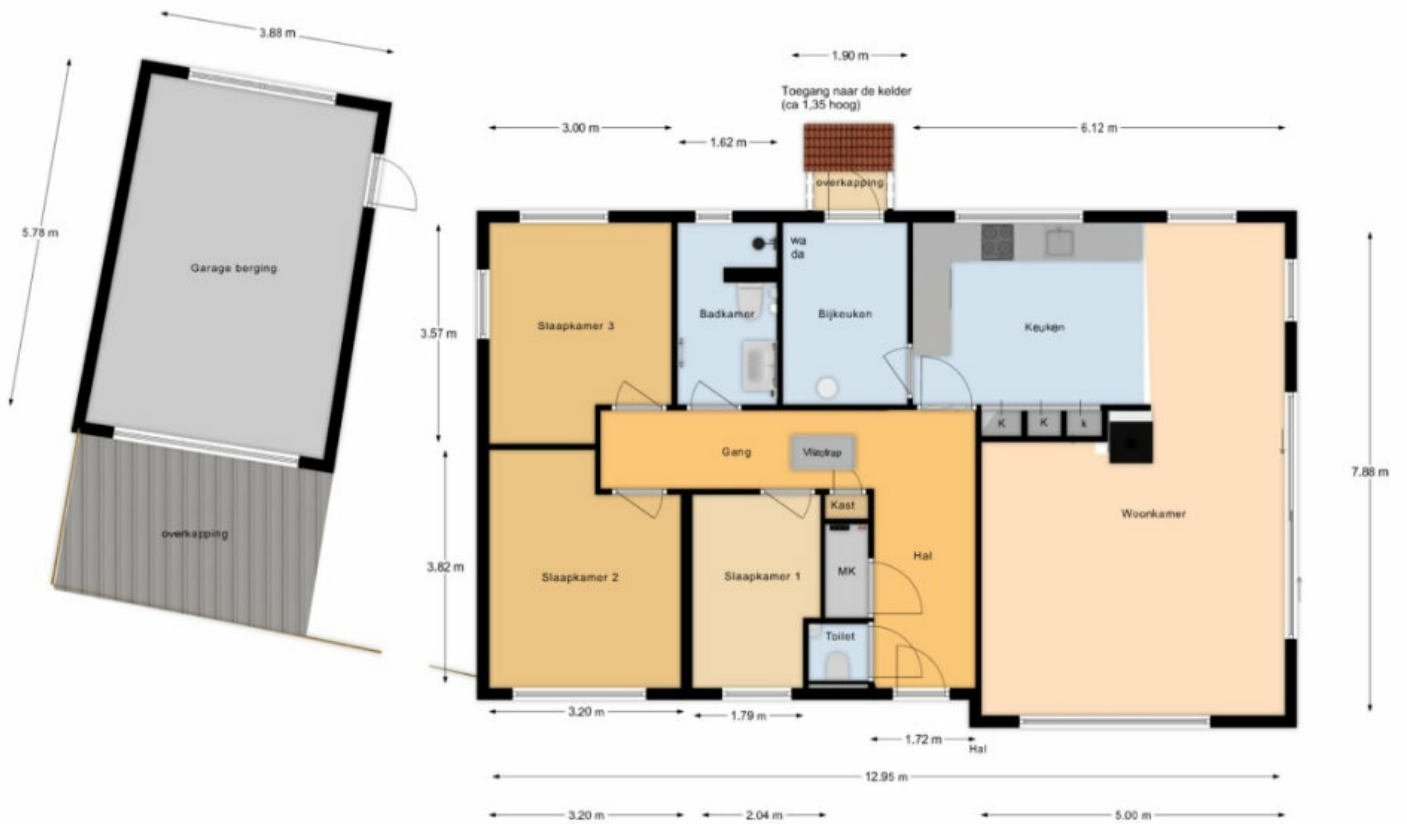 3.88 m
1.90 m
Toegang naar de kelder
(ca 1,35 hoog)
3.00 m
6.12 m
1.62 m
overkapping
5.78 m
wa
da
Garage berging
Slaapkamer 3
Badkamer
Bijkeuken
Keuken
3.57 m
K
K
k
Gang
Vlizotrap
7.88 m
Kast
Woonkamer
overkapping
Hal
3.82 m
Slaapkamer 2
Slaapkamer 1
MK
Toilet
3.20 m
1.79 m
1.72 m
Hal
12.95 m
3.20 m
2.04 m
5.00 m